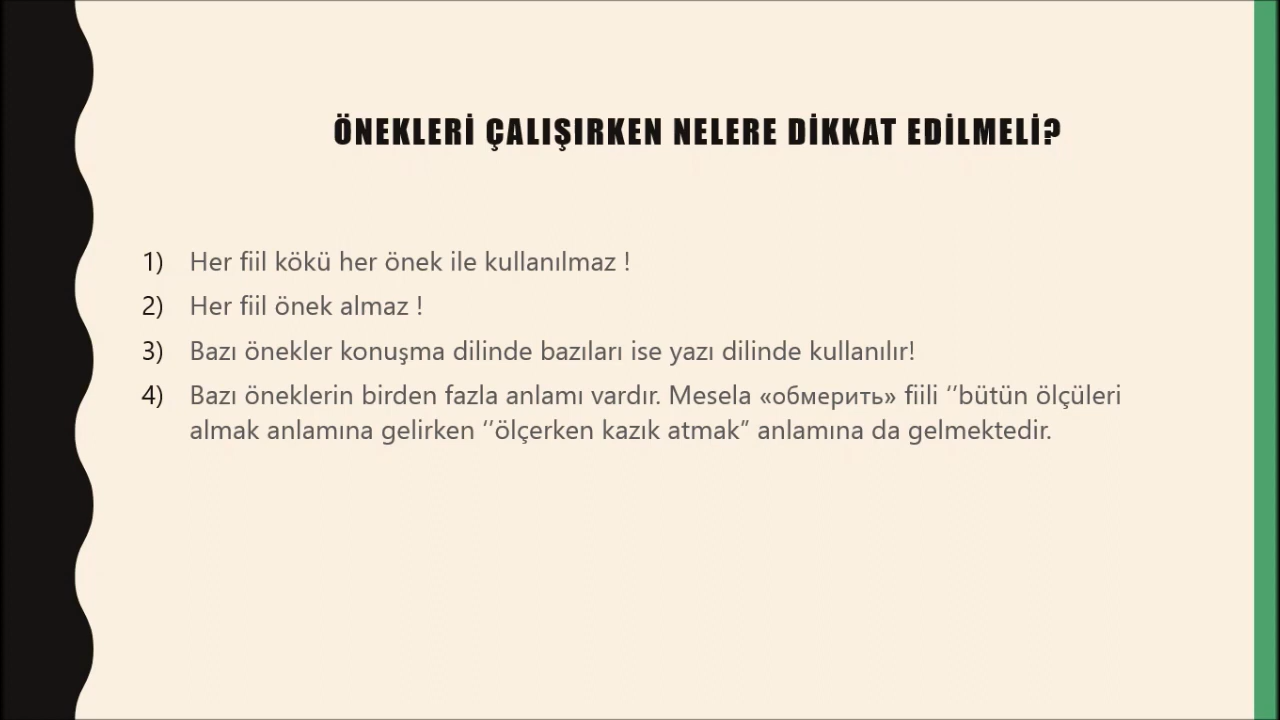 ÖNEKLERİ ÇALIŞIRKEN NELERE DİKKAT EDİLMELİ?
1) Her fiil kökü her önek ile kullanılmaz !
2) Her fiil önek almaz !
3) Bazı önekler konuşma dilinde bazıları ise yazı dilinde kullanılır!
4) Bazı öneklerin birden fazla anlamı vardır. Mesela «обмерить» fiili ‘’bütün ölçüleri
almak anlamına gelirken ‘’ölçerken kazık atmak” anlamına da gelmektedir.